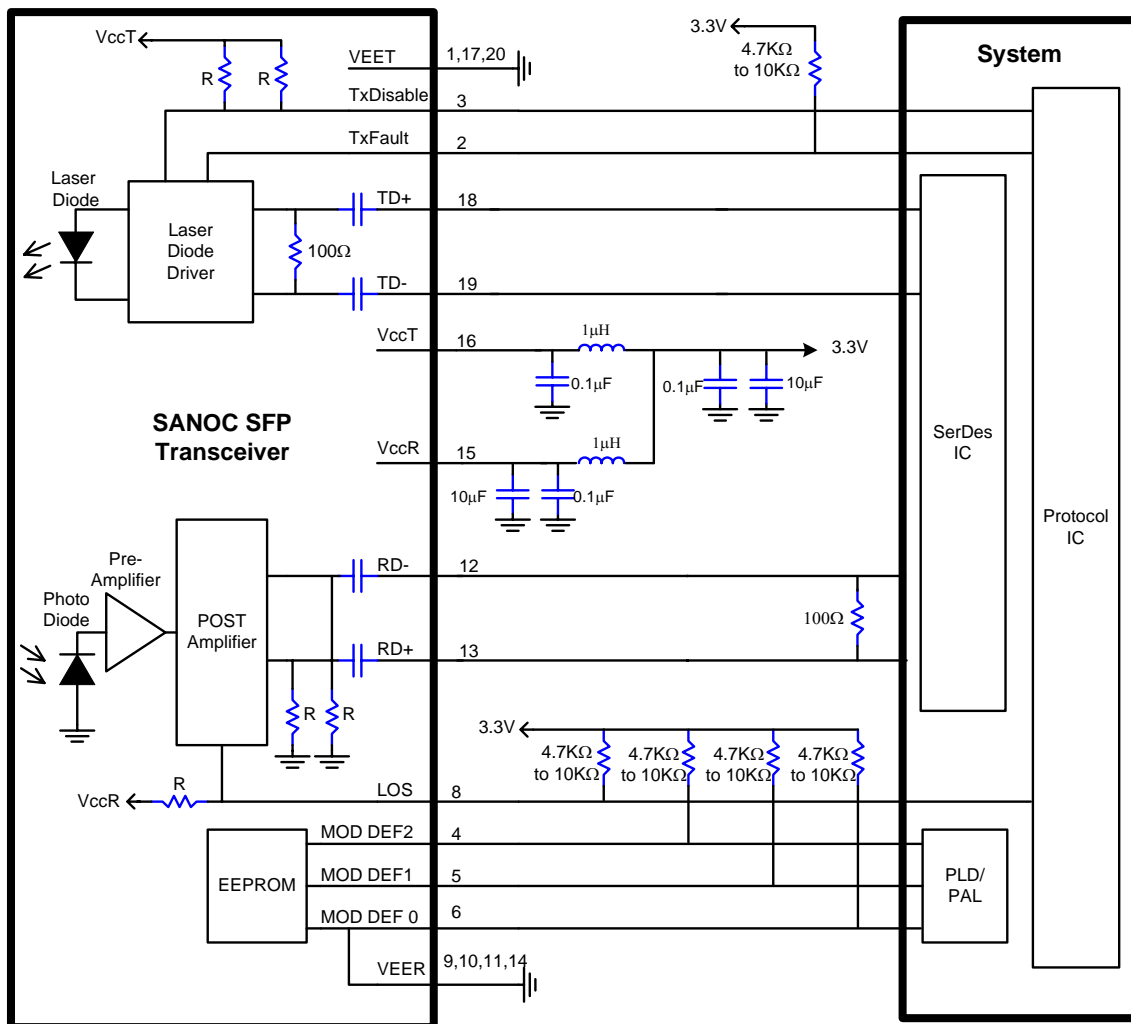 VccT
R
R
VEET
1,17,20
3.3V
4.7KΩ
to 10KΩ
System
TxDisable
3
TxFault
2
Laser
Diode
Laser
Diode
Driver
100Ω
TD+
18
TD-
19
VccT
16
1μH
3.3V
0.1μF
0.1μF
10μF
SANOC SFP
Transceiver
VccR
15
1μH
10μF
0.1μF
SerDes
IC
Protocol
IC
Pre-
Amplifier
Photo
Diode
POST
Amplifier
RD-
12
100Ω
RD+
13
R
R
3.3V
4.7KΩ
to 10KΩ
4.7KΩ
to 10KΩ
4.7KΩ
to 10KΩ
4.7KΩ
to 10KΩ
VccR
R
LOS
8
EEPROM
MOD DEF2
4
MOD DEF1
5
MOD DEF 0
6
PLD/
PAL
VEER
9,10,11,14